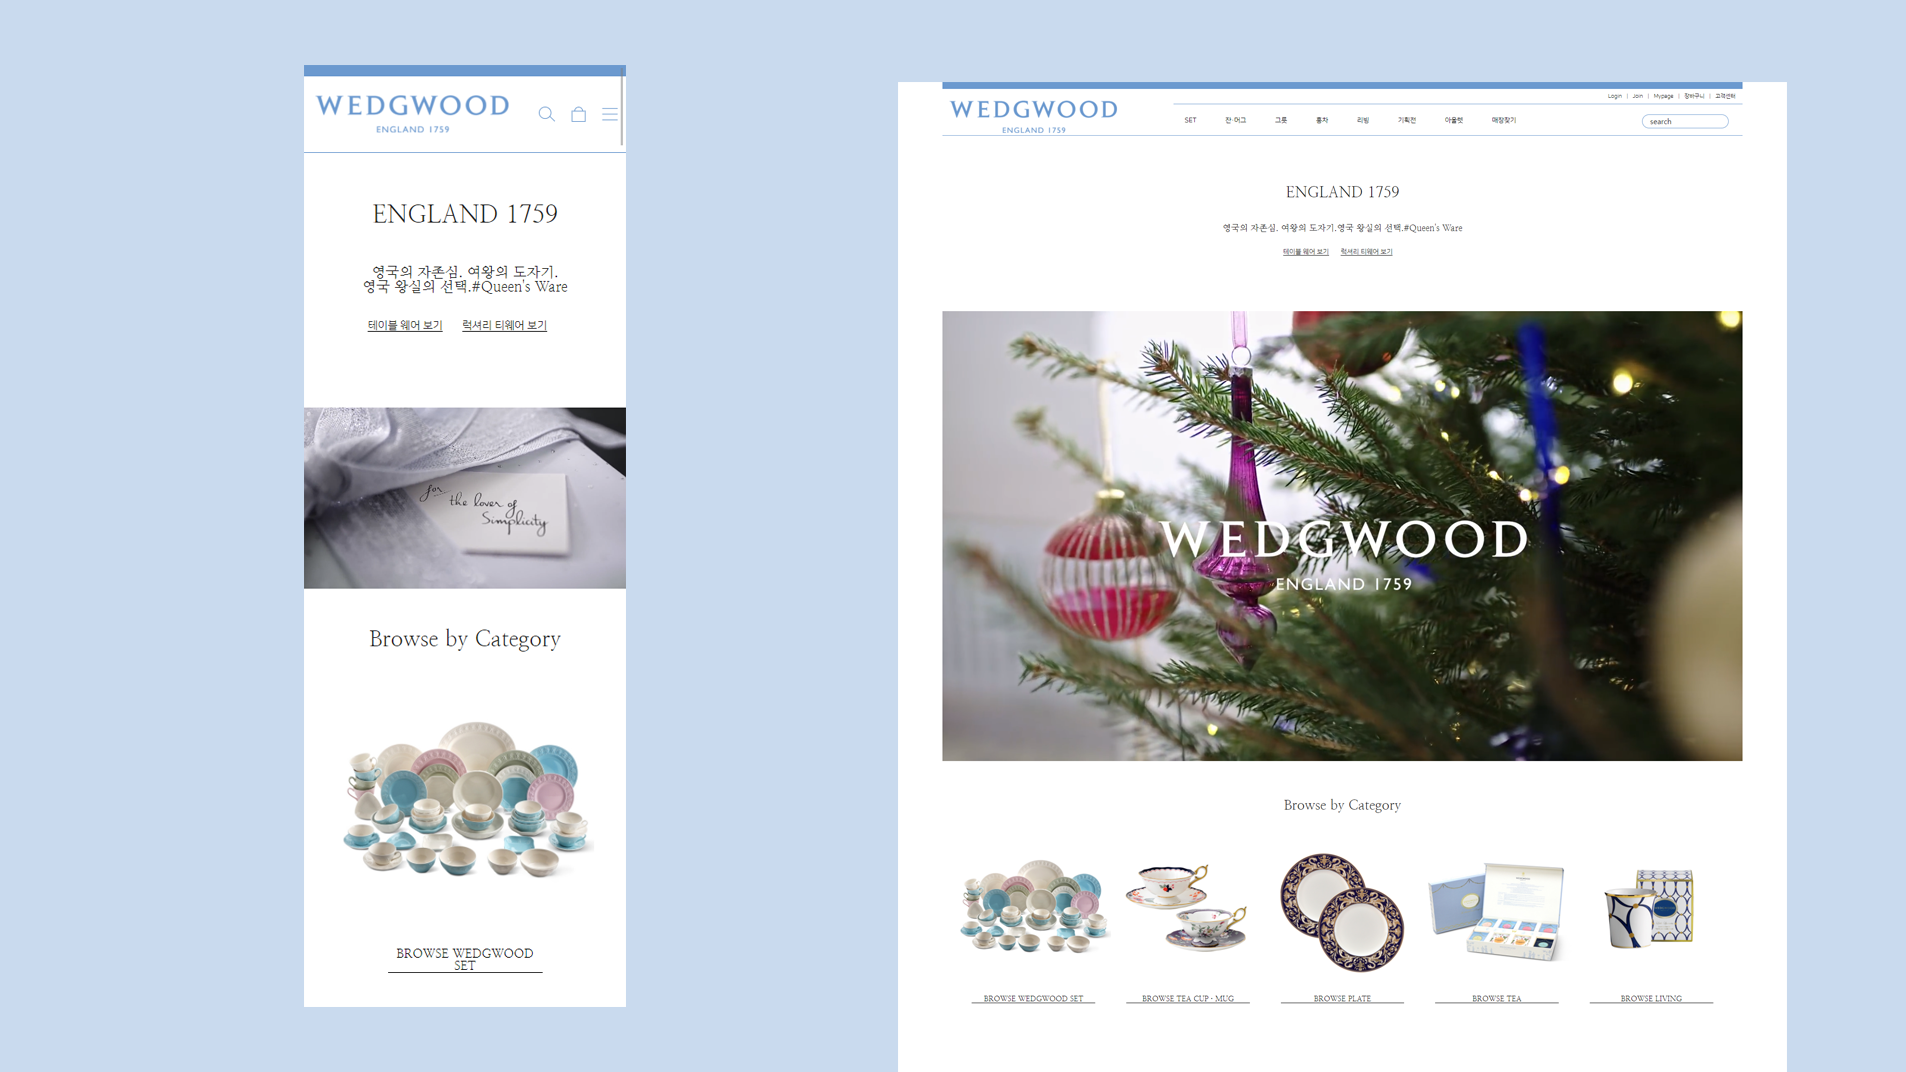 WEDGWOOD
ENGLAND 1759
ENGLAND 1759
영국의 자존심. 여왕의 도자기.
영국 왕실의 선택.#Queen's Ware
테이블 웨어 보기 럭셔리 티웨어 보기
for
the lover of
Simplicity
Browse by Category
BROWSE WEDGWOOD
SET
Login | Join | Mypage | 장바구니 | 고객센터
WEDGWOOD
ENGLAND 1759
SET 잔·머그 그릇 홍차 리빙 기획전 아울렛 매장찾기
search
ENGLAND 1759
영국의 자존심. 여왕의 도자기.영국 왕실의 선택.#Queen's Ware
테이블 웨어 보기 럭셔리 티웨어 보기
WEDGWOOD
ENGLAND 1759
Browse by Category
BROWSE WEDGWOOD SET BROWSE TEA CUP · MUG BROWSE PLATE BROWSE TEA BROWSE LIVING